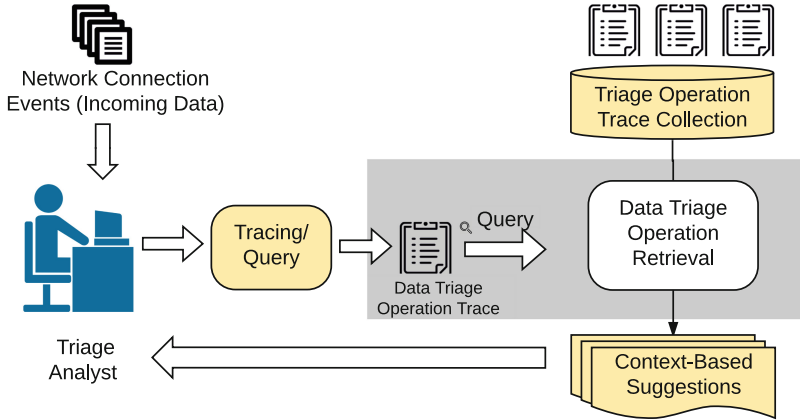 Network Connection
Events (Incoming Data)
Triage Operation
Trace Collection
Tracing/
Query
Query
Data Triage
Operation Trace
Data Triage
Operation
Retrieval
Triage
Analyst
Context-Based
Suggestions